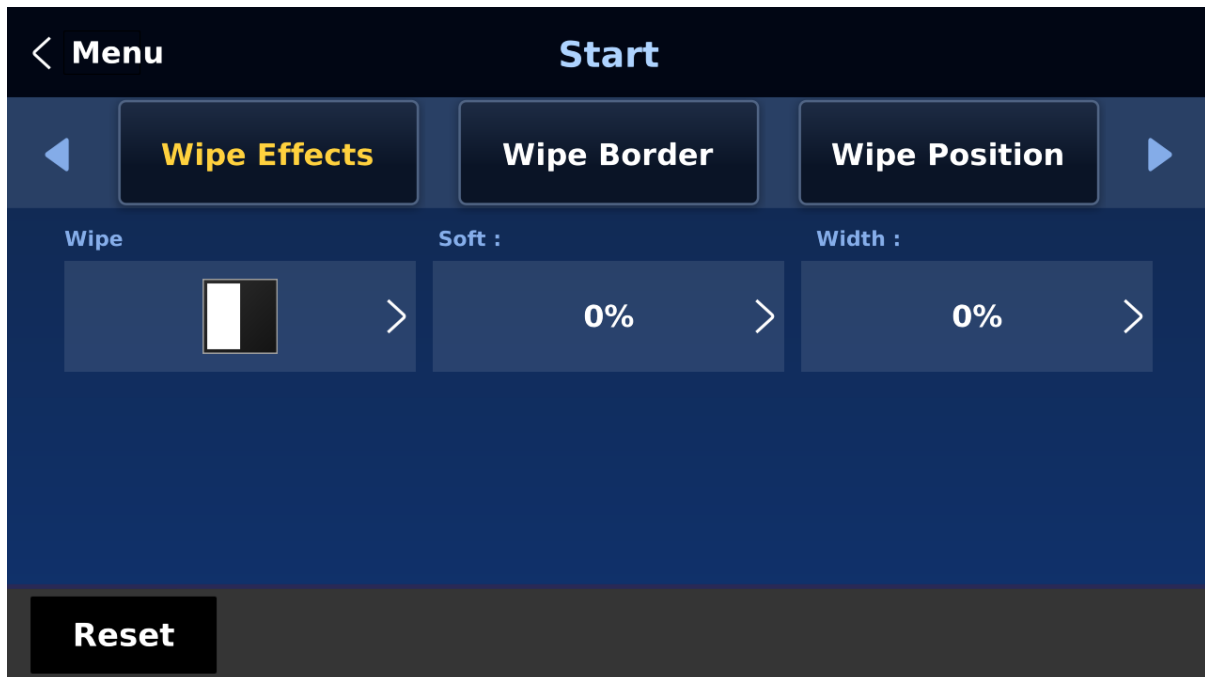 Menu
Start
Wipe Effects
Wipe Border
Wipe Position
Wipe
Soft :
Width :
0%
0%
Reset